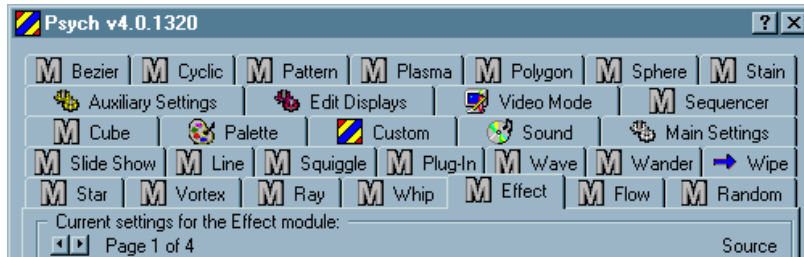 Psych v4.0.1320
Bezier Cyclic Pattern Plasma Polygon Sphere Stain
Auxiliary Settings Edit Displays Video Mode Sequencer
Cube Palette Custom Sound Main Settings
Slide Show Line Squiggle Plug-In Wave Wander Wipe
Star Vortex Ray Whip Effect Flow Random
Current settings for the Effect module:
Page 1 of 4 Source